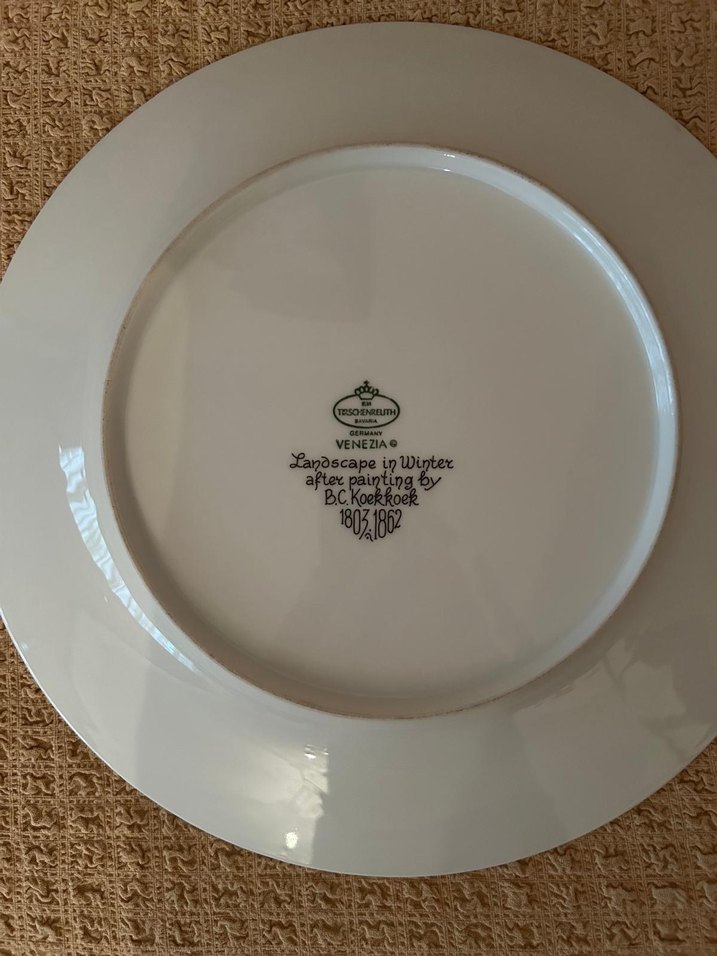 TIRSCHENREUTH
BAVARIA
GERMANY
VENEZIA ©
Landscape in Winter
after painting by
B.C. Koekkoek
1803-1862